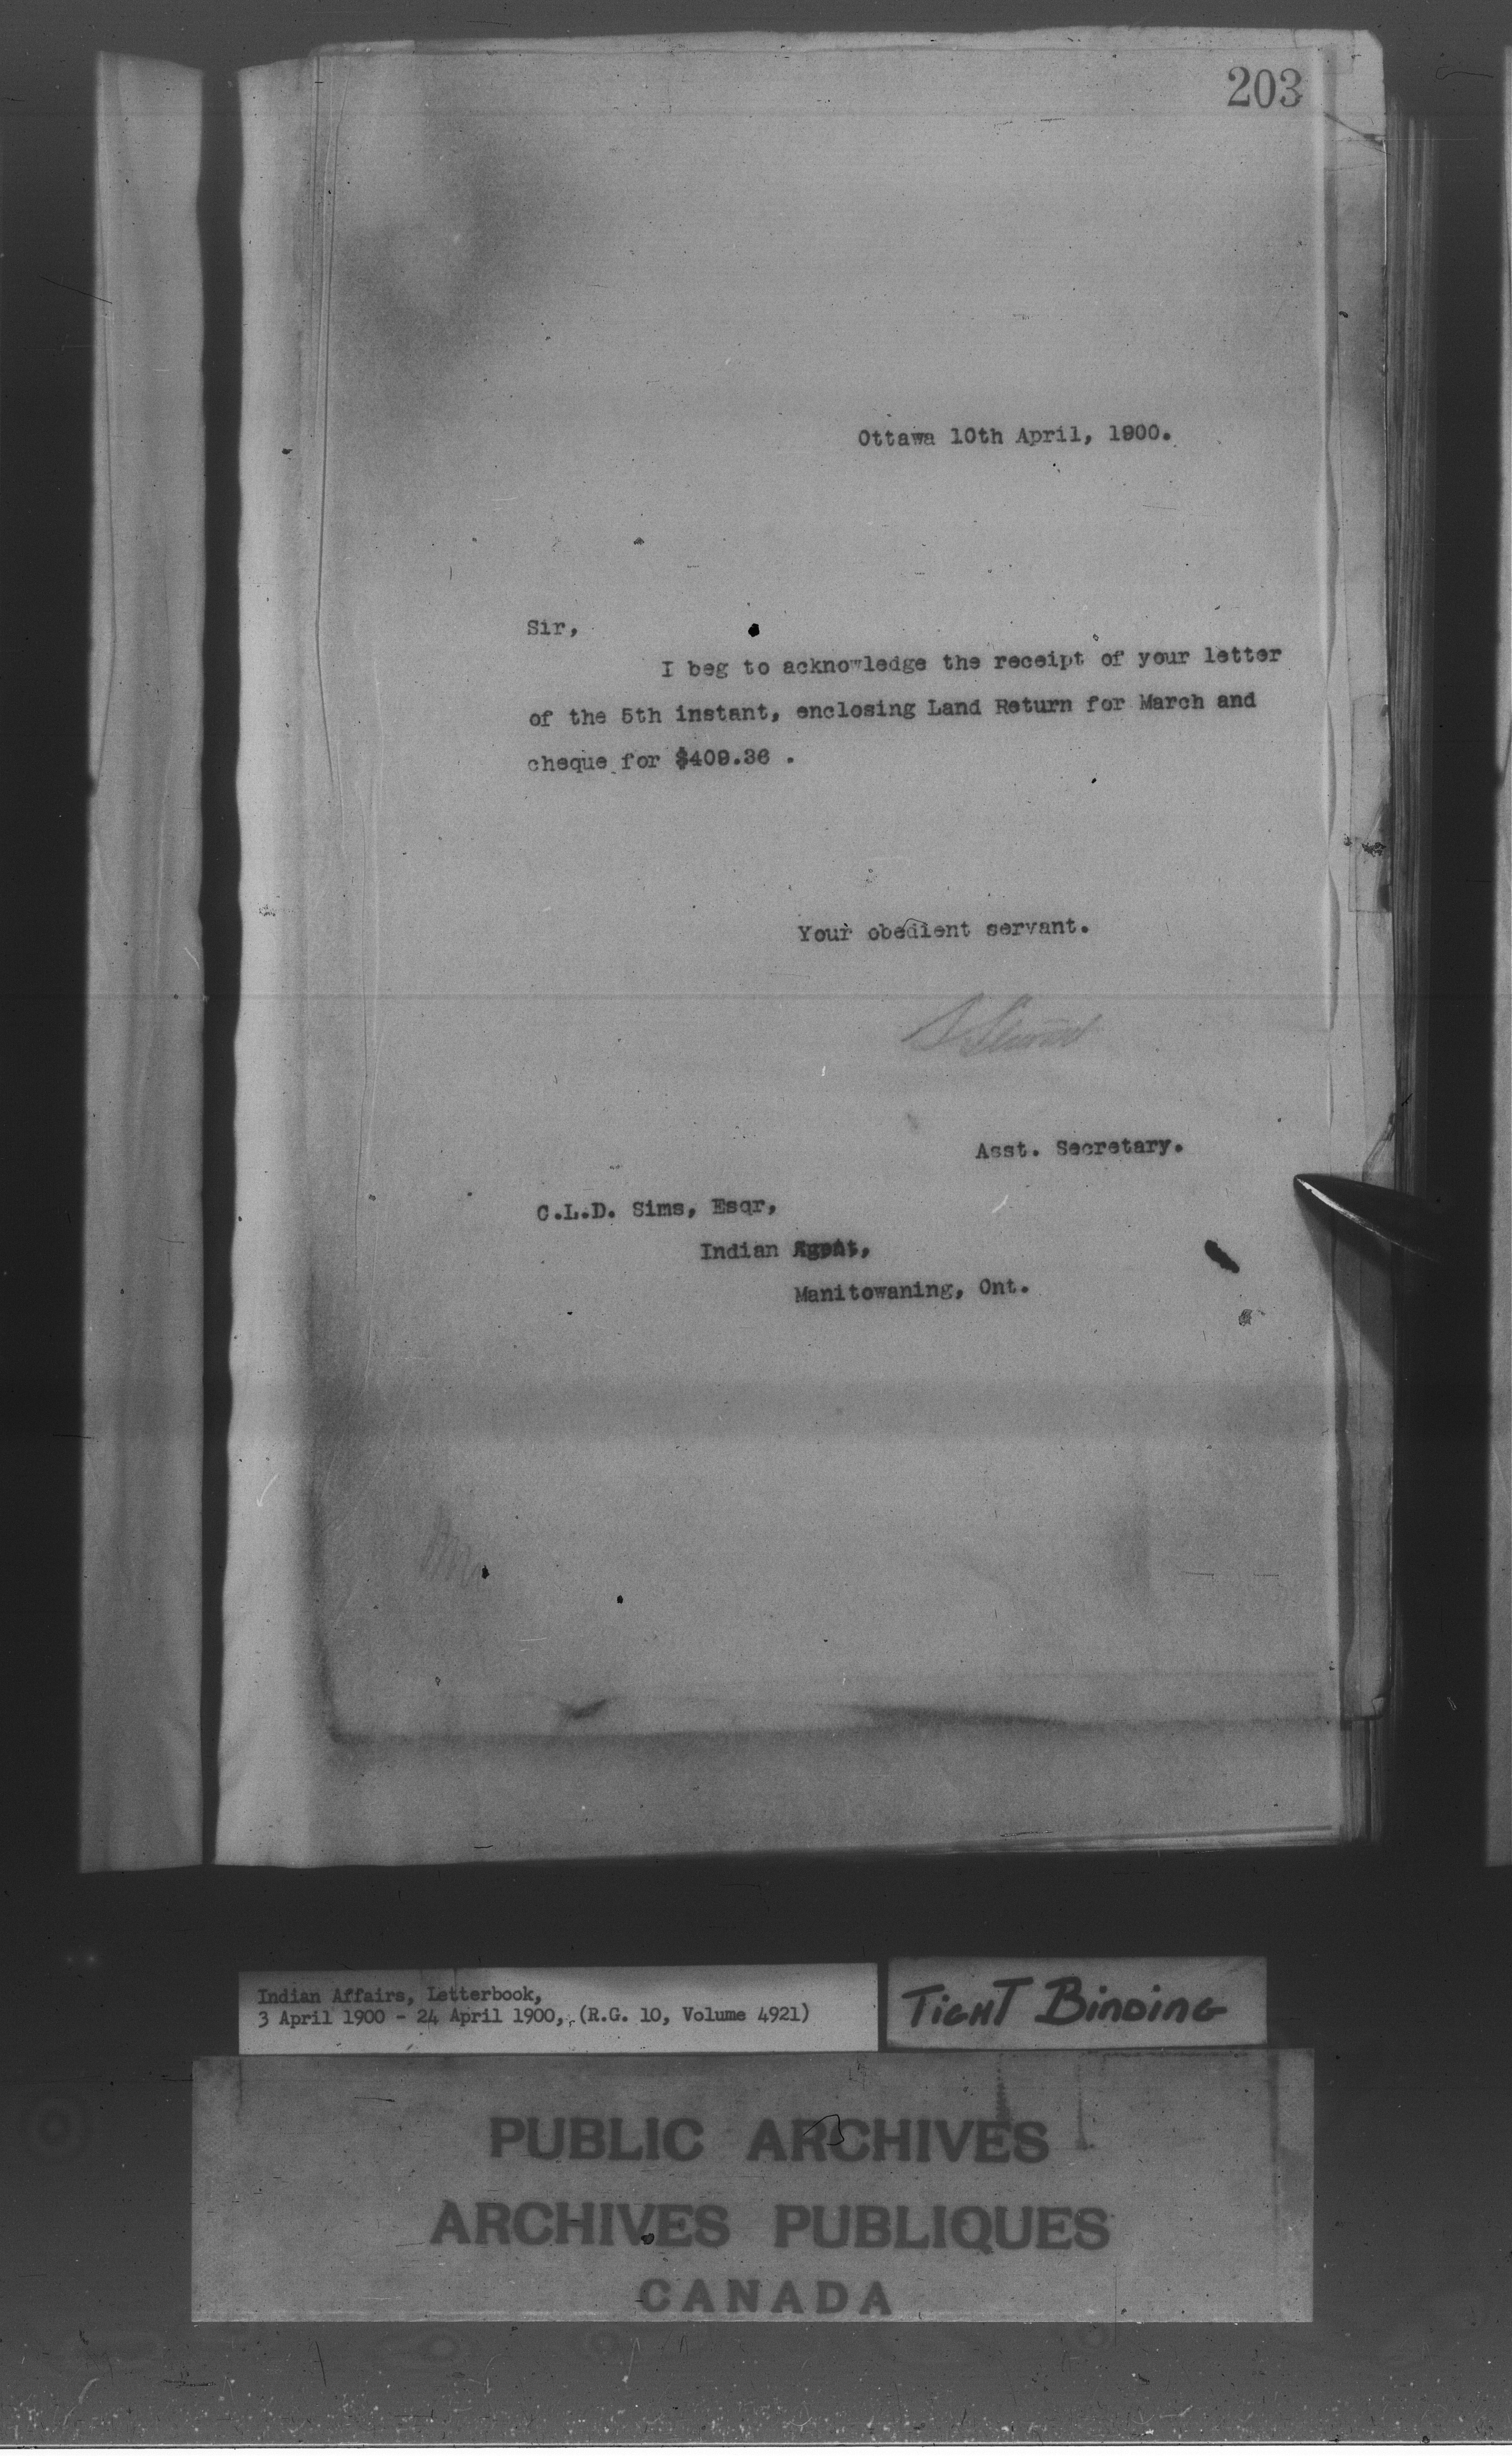 203
Ottawa 10th April, 1900.
Sir,
I beg to acknowledge the receipt of your letter
of the 5th instant, enclosing Land Return for March and
cheque for $409.36 .
Your obedient servant.
Asst. Secretary.
C.L.D. Sims, Esqr,
Indian Agent,
Manitowaning, Ont.
Indian Affairs, Letterbook,
3 April 1900 - 24 April 1900, (R.G. 10, Volume 4921)
TIGHT BINDING
PUBLIC ARCHIVES
ARCHIVES PUBLIQUES
CANADA